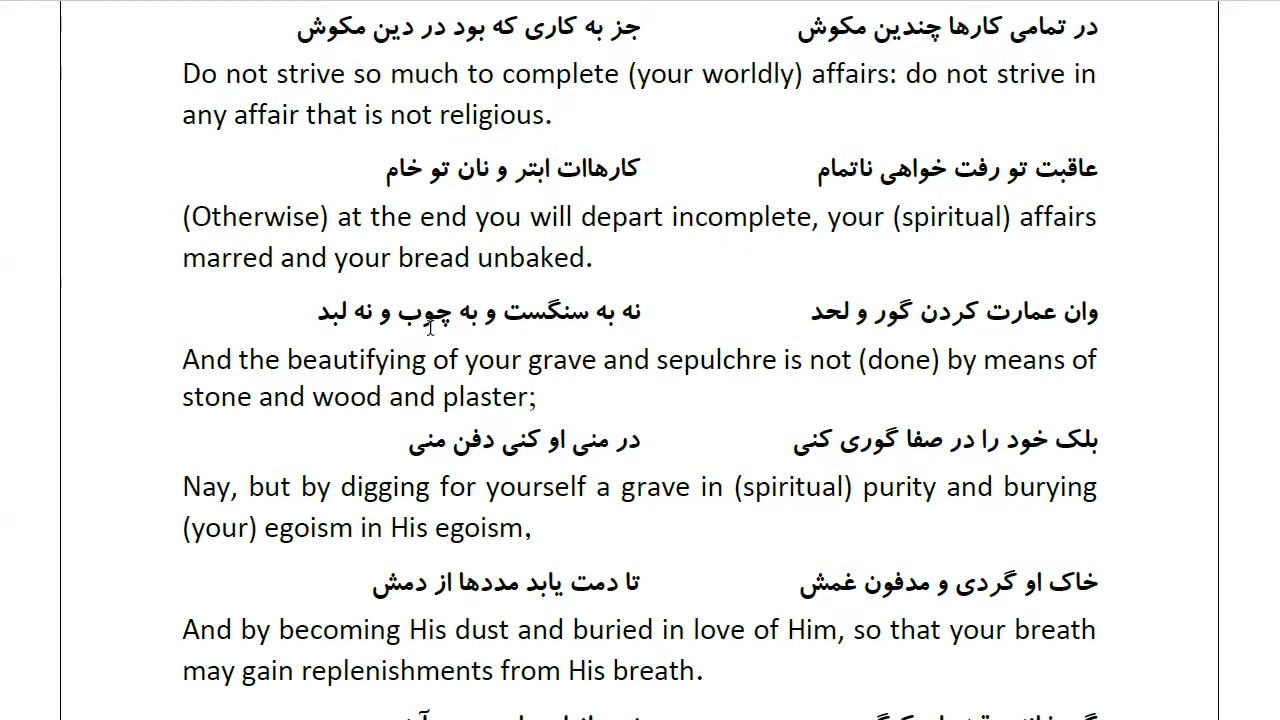 در تمامی کارها چندین مکوش جز به کاری که بود در دین مکوش
Do not strive so much to complete (your worldly) affairs: do not strive in
any affair that is not religious.
عاقبت تو رفت خواهی ناتمام کارهاات ابتر و نان تو خام
(Otherwise) at the end you will depart incomplete, your (spiritual) affairs
marred and your bread unbaked.
وان عمارت کردن گور و لحد نه به سنگست و به چوب و نه لبد
And the beautifying of your grave and sepulchre is not (done) by means of
stone and wood and plaster;
بلک خود را در صفا گوری کنی در منی او کنی دفن منی
Nay, but by digging for yourself a grave in (spiritual) purity and burying
(your) egoism in His egoism,
خاک او گردی و مدفون غمش تا دمت یابد مددها از دمش
And by becoming His dust and buried in love of Him, so that your breath
may gain replenishments from His breath.